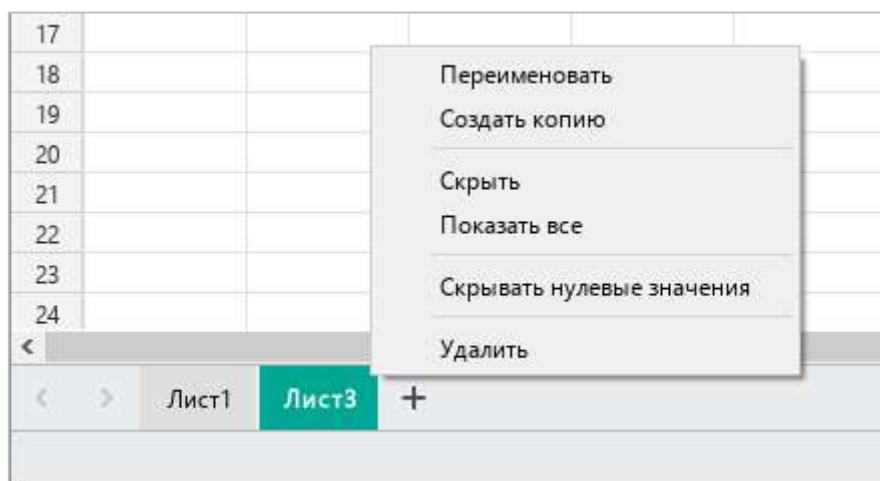 17
18
Переименовать
19
Создать копию
20
21
Скрыть
22
Показать все
23
Скрывать нулевые значения
24
Удалить
Лист1 Лист3 +